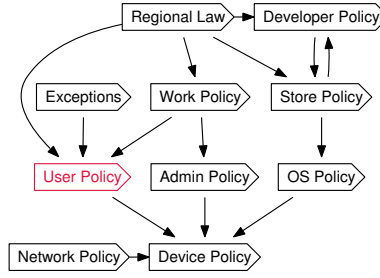 Regional Law
Developer Policy
Exceptions
Work Policy
Store Policy
User Policy
Admin Policy
OS Policy
Network Policy
Device Policy